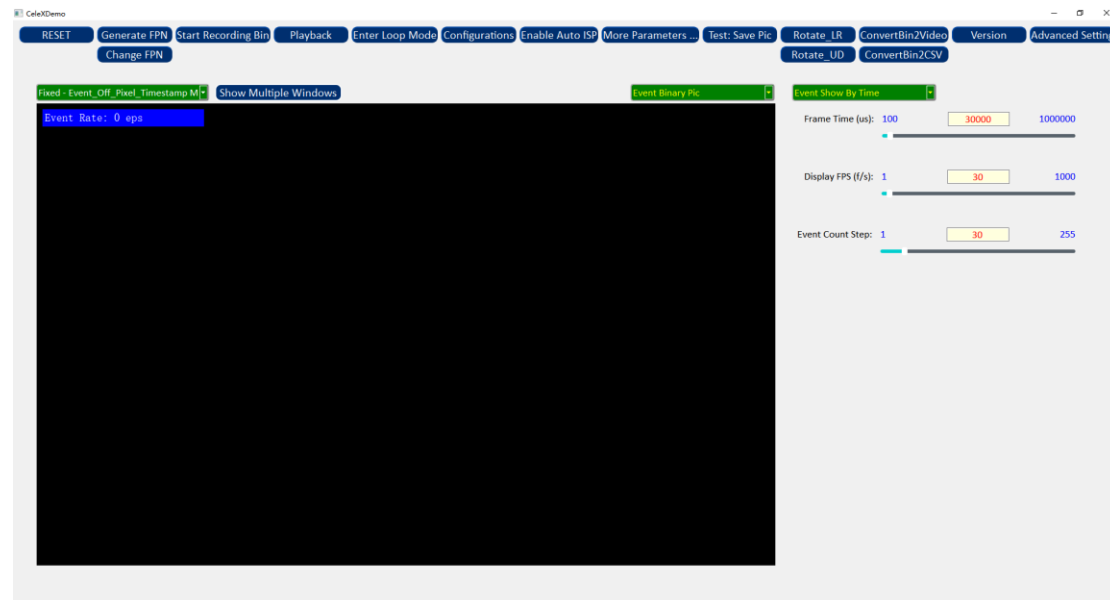 CeleXDemo
RESET Generate FPN Start Recording Bin Playback Enter Loop Mode Configurations Enable Auto ISP More Parameters ... Test: Save Pic Rotate_LR ConvertBin2Video Version Advanced Setting
Change FPN Rotate_UD ConvertBin2CSV
Fixed - Event_Off_Pixel_Timestamp M Show Multiple Windows Event Binary Pic Event Show By Time
Event Rate: 0 eps
Frame Time (us): 100 30000 1000000
Display FPS (f/s): 1 30 1000
Event Count Step: 1 30 255